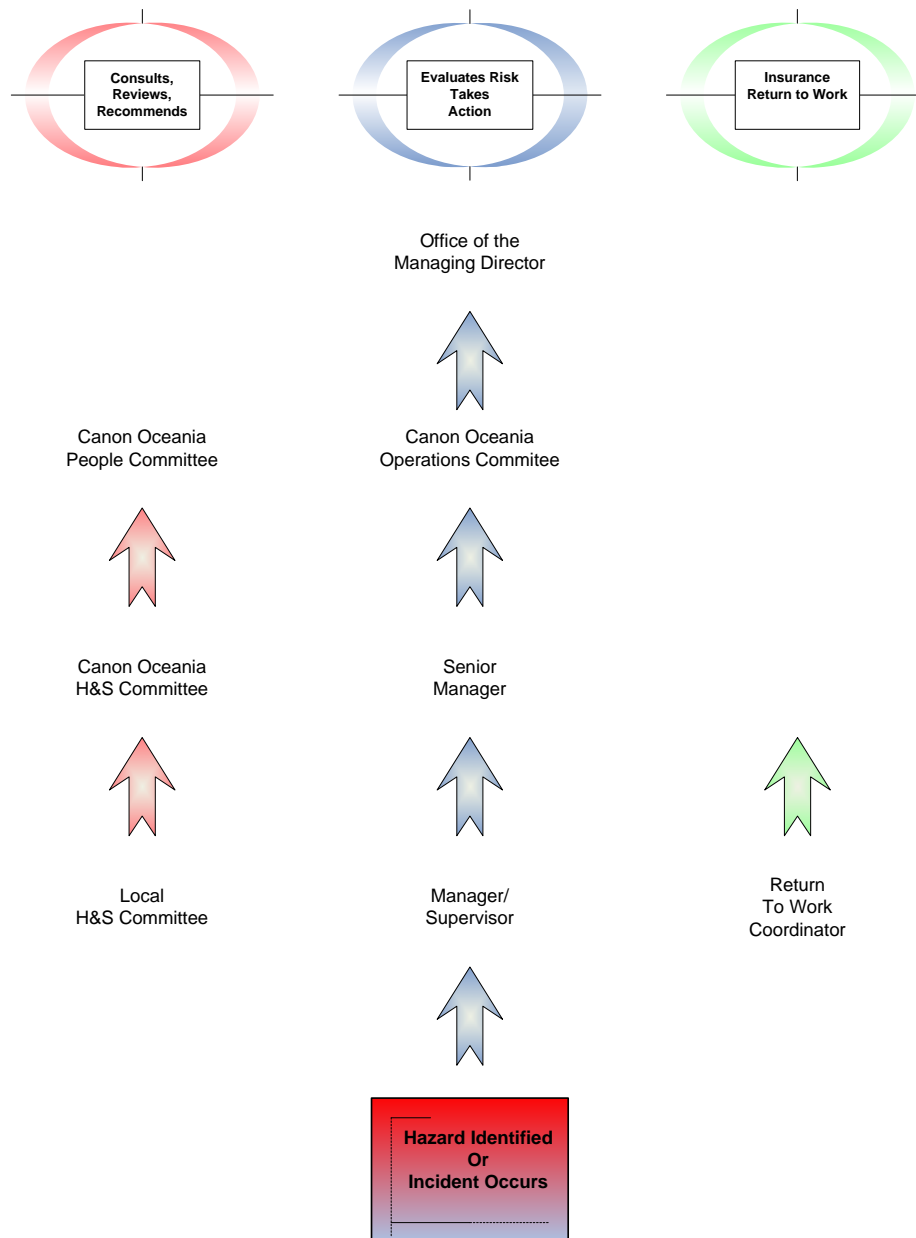 Consults,
Reviews,
Recommends
Evaluates Risk
Takes
Action
Insurance
Return to Work
Office of the
Managing Director
Canon Oceania
People Committee
Canon Oceania
Operations Commitee
Canon Oceania
H&S Committee
Senior
Manager
Local
H&S Committee
Manager/
Supervisor
Return
To Work
Coordinator
Hazard Identified
Or
Incident Occurs